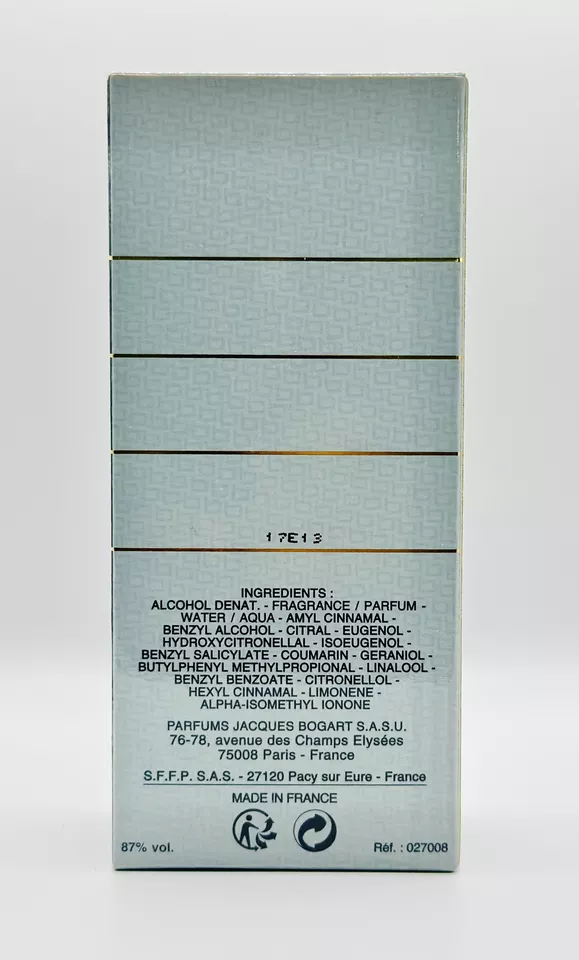 17E13
INGREDIENTS :
ALCOHOL DENAT. - FRAGRANCE / PARFUM -
WATER / AQUA - AMYL CINNAMAL -
BENZYL ALCOHOL - CITRAL - EUGENOL -
HYDROXYCITRONELLAL - ISOEUGENOL -
BENZYL SALICYLATE - COUMARIN - GERANIOL -
BUTYLPHENYL METHYLPROPIONAL - LINALOOL -
BENZYL BENZOATE - CITRONELLOL -
HEXYL CINNAMAL - LIMONENE -
ALPHA-ISOMETHYL IONONE
PARFUMS JACQUES BOGART S.A.S.U.
76-78, avenue des Champs Elysées
75008 Paris - France
S.F.F.P. S.A.S. - 27120 Pacy sur Eure - France
MADE IN FRANCE
87% vol.
Réf. : 027008